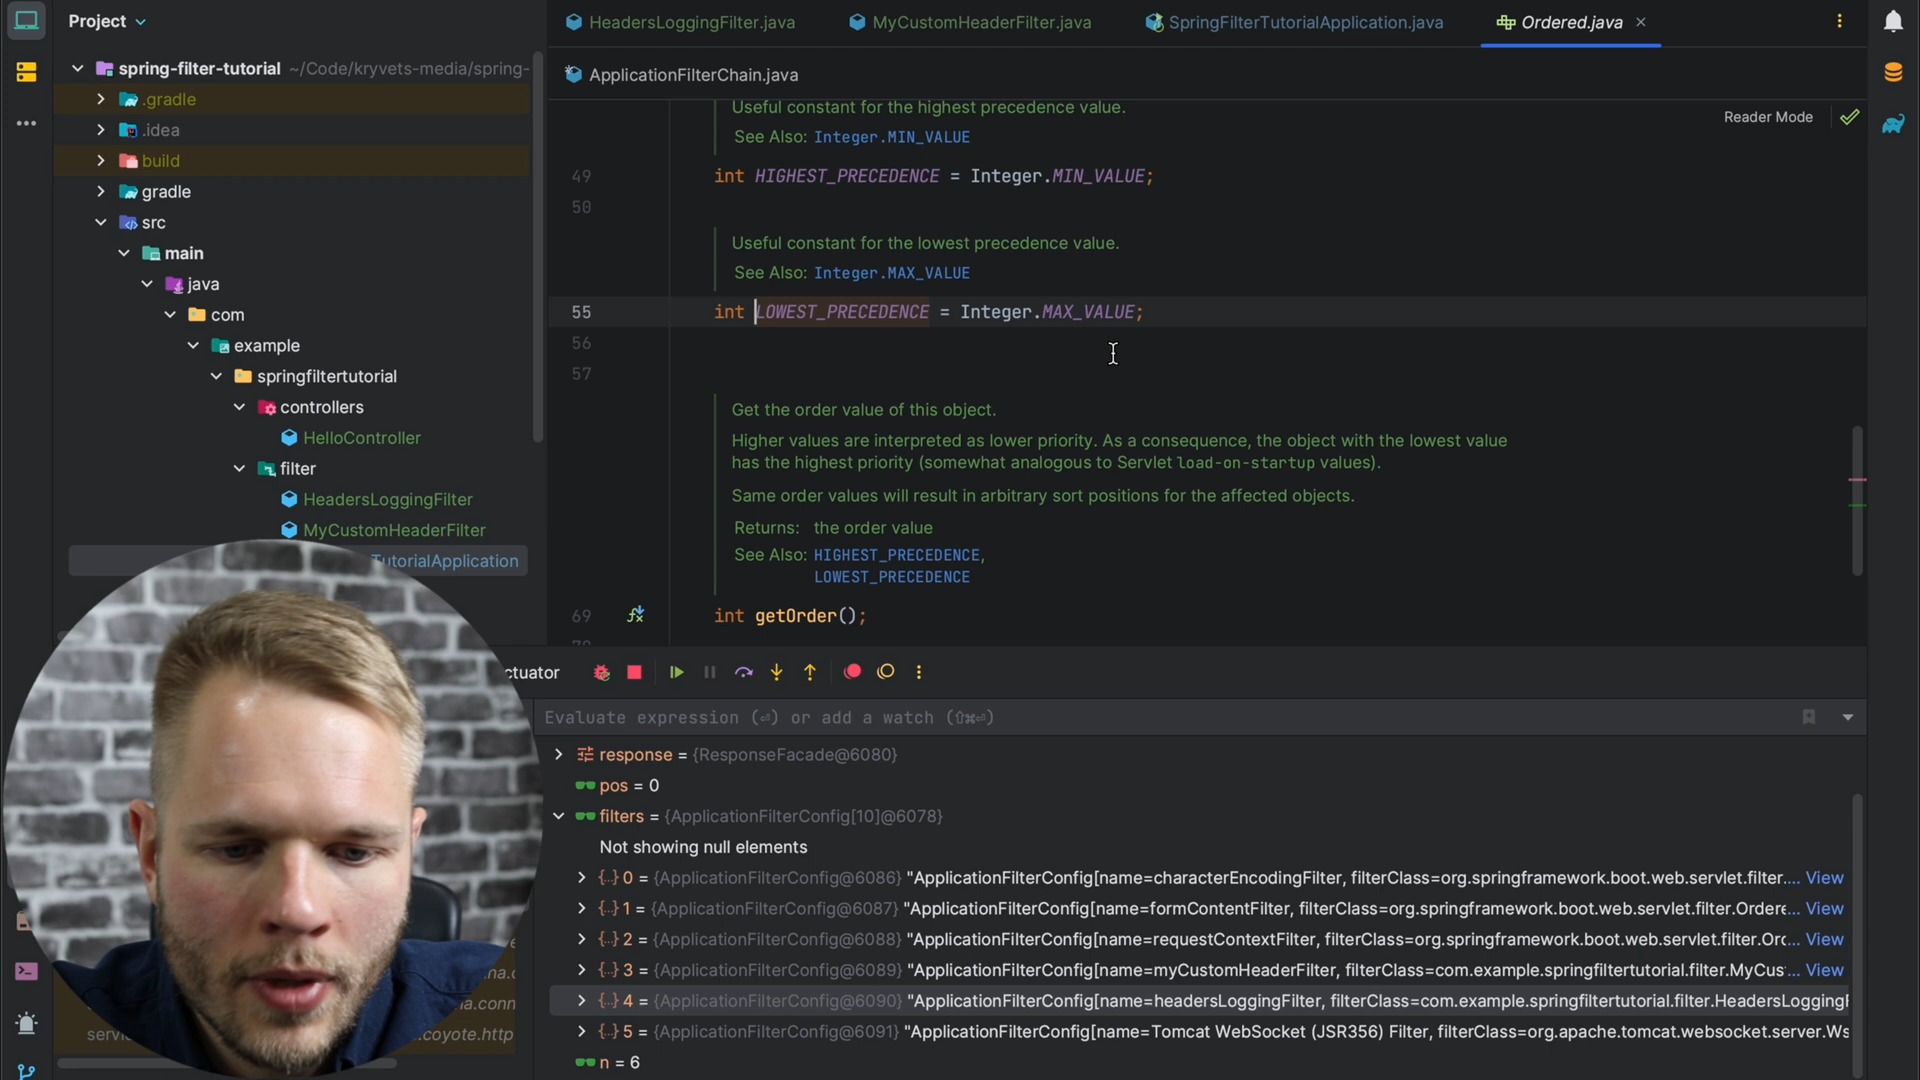 Project
HeadersLoggingFilter.java
MyCustomHeaderFilter.java
SpringFilterTutorialApplication.java
Ordered.java
spring-filter-tutorial ~/Code/kryvets-media/spring-
ApplicationFilterChain.java
.gradle
.idea
build
gradle
src
main
java
com
example
springfiltertutorial
controllers
HelloController
filter
HeadersLoggingFilter
MyCustomHeaderFilter
TutorialApplication
Useful constant for the highest precedence value.
Reader Mode
See Also: Integer.MIN_VALUE
49 int HIGHEST_PRECEDENCE = Integer.MIN_VALUE;
50
Useful constant for the lowest precedence value.
See Also: Integer.MAX_VALUE
55 int LOWEST_PRECEDENCE = Integer.MAX_VALUE;
56
57
Get the order value of this object.
Higher values are interpreted as lower priority. As a consequence, the object with the lowest value
has the highest priority (somewhat analogous to Servlet load-on-startup values).
Same order values will result in arbitrary sort positions for the affected objects.
Returns: the order value
See Also: HIGHEST_PRECEDENCE,
LOWEST_PRECEDENCE
69 int getOrder();
ctuator
Evaluate expression (⏎) or add a watch (⇧⌘⏎)
response = {ResponseFacade@6080}
pos = 0
filters = {ApplicationFilterConfig[10]@6078}
Not showing null elements
0 = {ApplicationFilterConfig@6086} "ApplicationFilterConfig[name=characterEncodingFilter, filterClass=org.springframework.boot.web.servlet.filter.... View
1 = {ApplicationFilterConfig@6087} "ApplicationFilterConfig[name=formContentFilter, filterClass=org.springframework.boot.web.servlet.filter.Ordere... View
2 = {ApplicationFilterConfig@6088} "ApplicationFilterConfig[name=requestContextFilter, filterClass=org.springframework.boot.web.servlet.filter.Orc... View
3 = {ApplicationFilterConfig@6089} "ApplicationFilterConfig[name=myCustomHeaderFilter, filterClass=com.example.springfiltertutorial.filter.MyCus... View
4 = {ApplicationFilterConfig@6090} "ApplicationFilterConfig[name=headersLoggingFilter, filterClass=com.example.springfiltertutorial.filter.HeadersLoggingF
5 = {ApplicationFilterConfig@6091} "ApplicationFilterConfig[name=Tomcat WebSocket (JSR356) Filter, filterClass=org.apache.tomcat.websocket.server.Ws
n = 6
na.c
a.conn
servi
.coyote.http